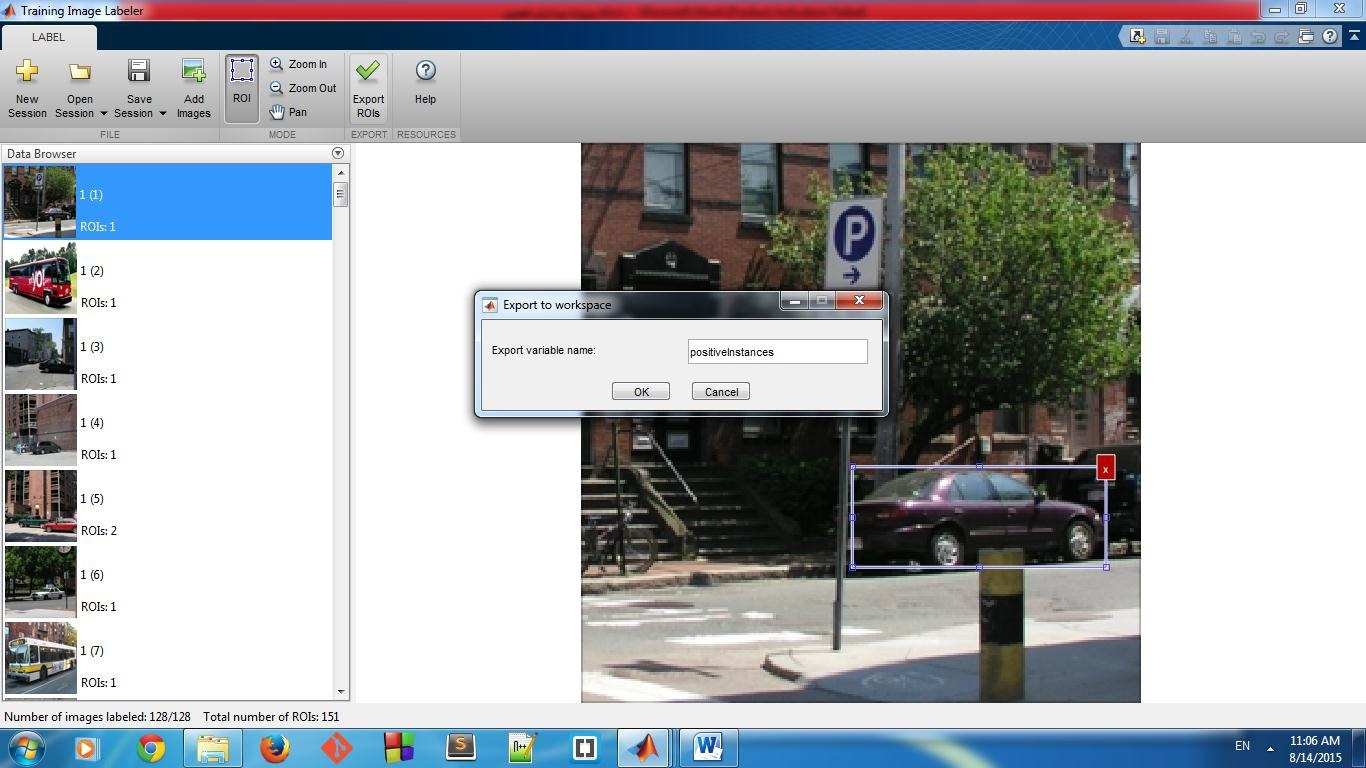 Training Image Labeler
LABEL
New Session
Open Session
Save Session
Add Images
ROI
Zoom In
Zoom Out
Pan
Export ROIs
Help
FILE
MODE
EXPORT
RESOURCES
Data Browser
1 (1)
ROIs: 1
1 (2)
ROIs: 1
1 (3)
ROIs: 1
1 (4)
ROIs: 1
1 (5)
ROIs: 2
1 (6)
ROIs: 1
1 (7)
ROIs: 1
YO!
P
Export to workspace
Export variable name:
positiveInstances
OK
Cancel
x
Number of images labeled: 128/128 Total number of ROIs: 151
S
n++
W
EN
11:06 AM
8/14/2015